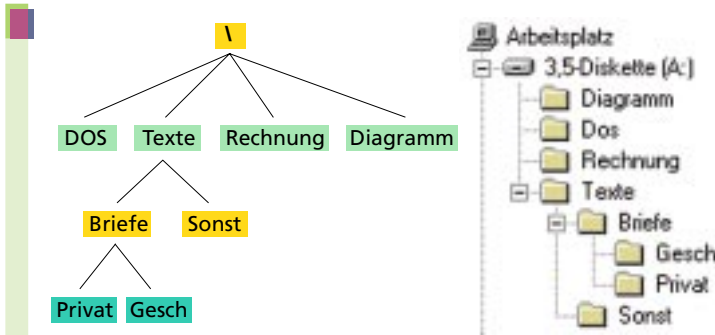 \
DOS Texte Rechnung Diagramm
Briefe Sonst
Privat Gesch
Arbeitsplatz
3,5-Diskette (A:)
Diagramm
Dos
Rechnung
Texte
Briefe
Gesch
Privat
Sonst